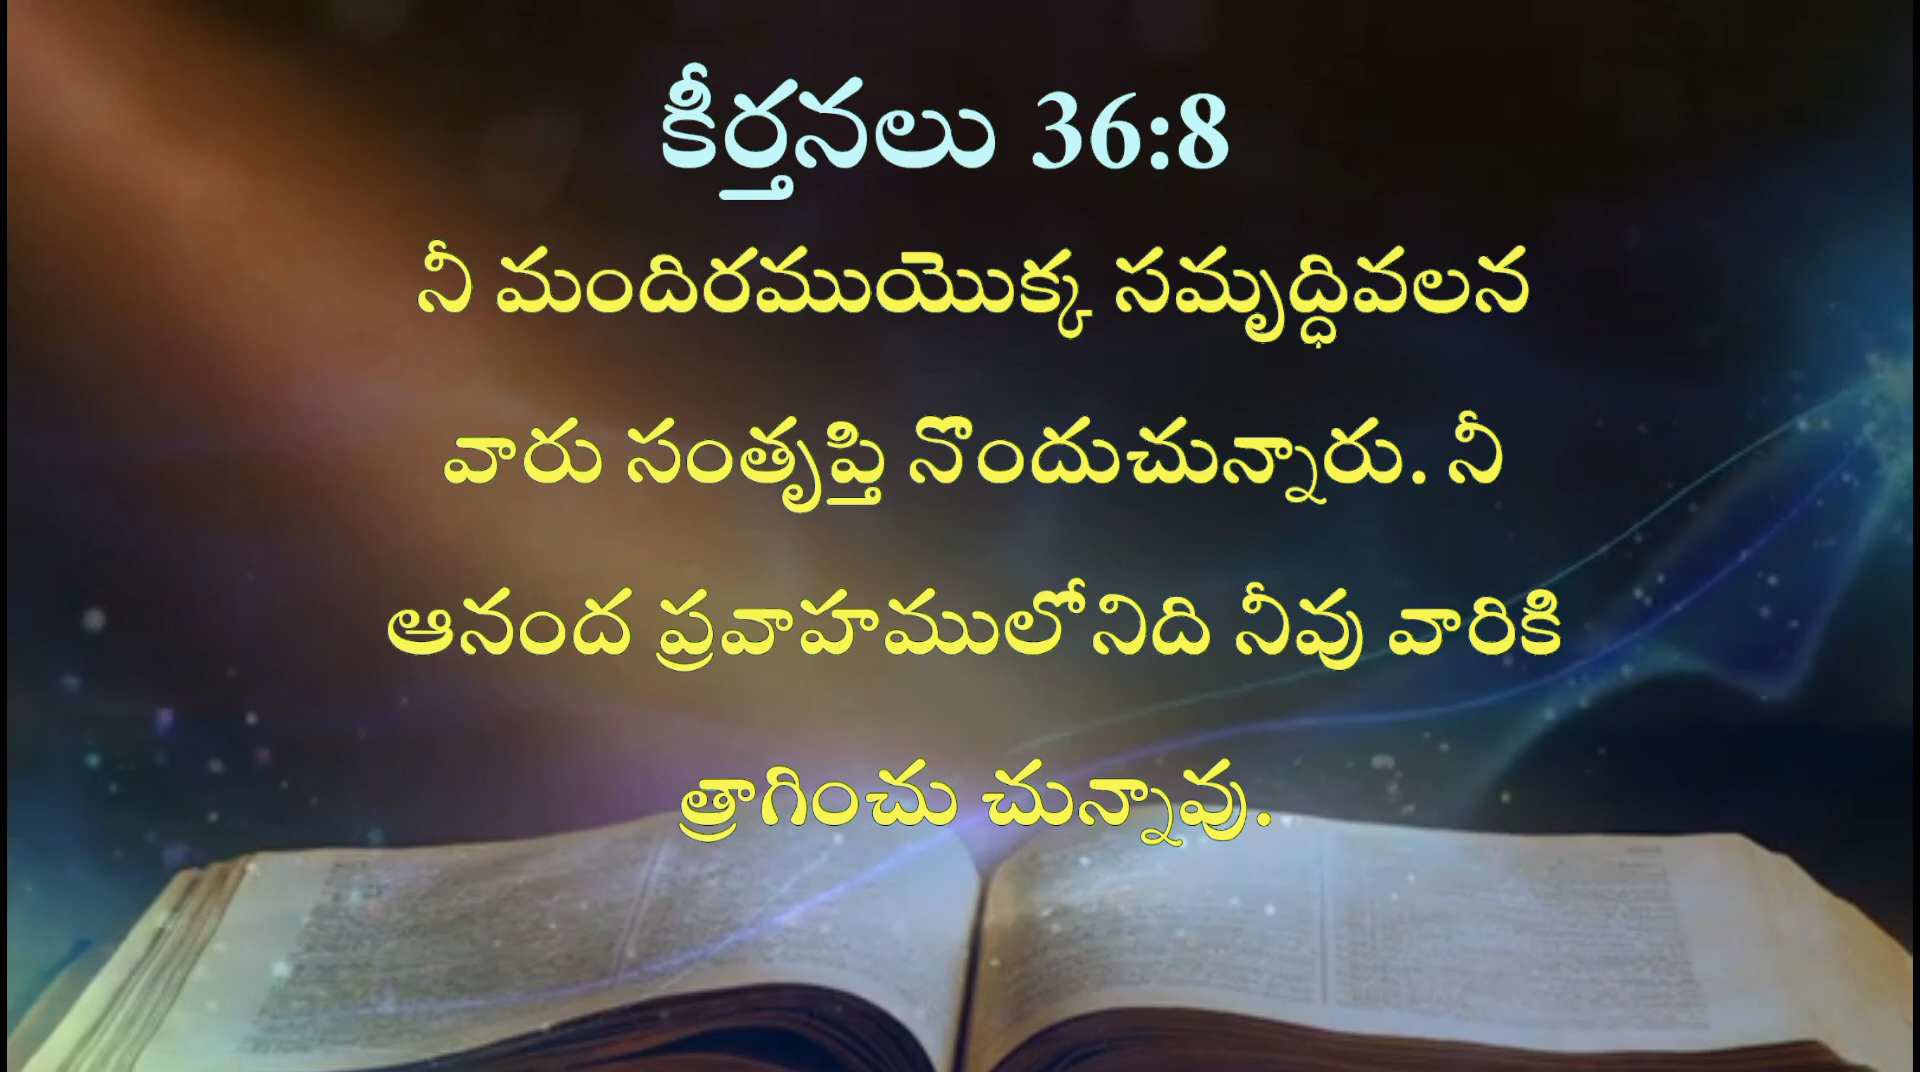 కీర్తనలు 36:8
నీ మందిరముయొక్క సమృద్ధివలన
వారు సంతృప్తి నొందుచున్నారు. నీ
ఆనంద ప్రవాహములోనిది నీవు వారికి
త్రాగించు చున్నావు.